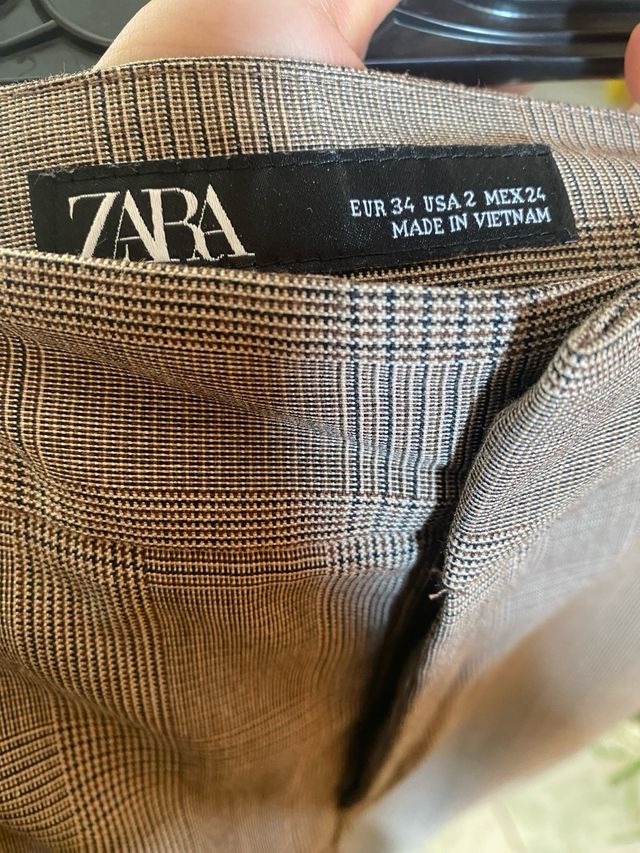 ZARA
EUR 34 USA 2 MEX 24
MADE IN VIETNAM